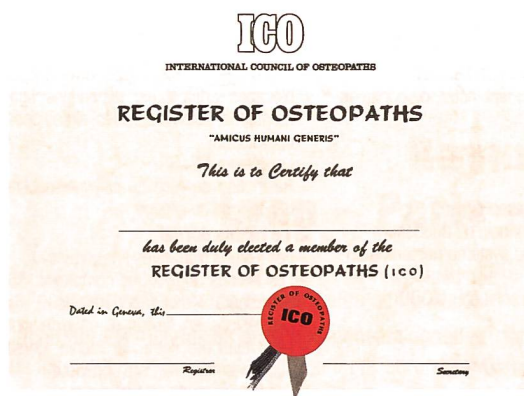 ICO
INTERNATIONAL COUNCIL OF OSTEOPATHS
REGISTER OF OSTEOPATHS
"AMICUS HUMANI GENERIS"
This is to Certify that
has been duly elected a member of the
REGISTER OF OSTEOPATHS (ICO)
Dated in Geneva, this
REGISTER OF OSTEOPATHS
ICO
Registrar
Secretary